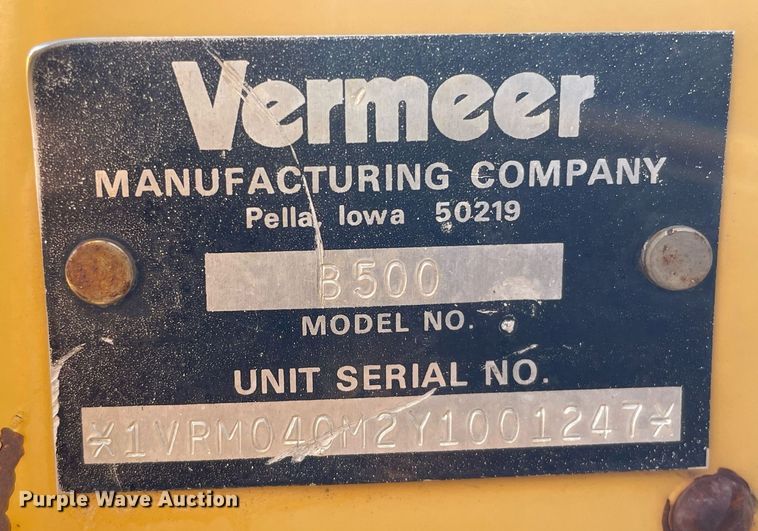 Vermeer
MANUFACTURING COMPANY
Pella, Iowa 50219
B500
MODEL NO.
UNIT SERIAL NO.
*1VRM040M2Y1001247*
Purple Wave Auction